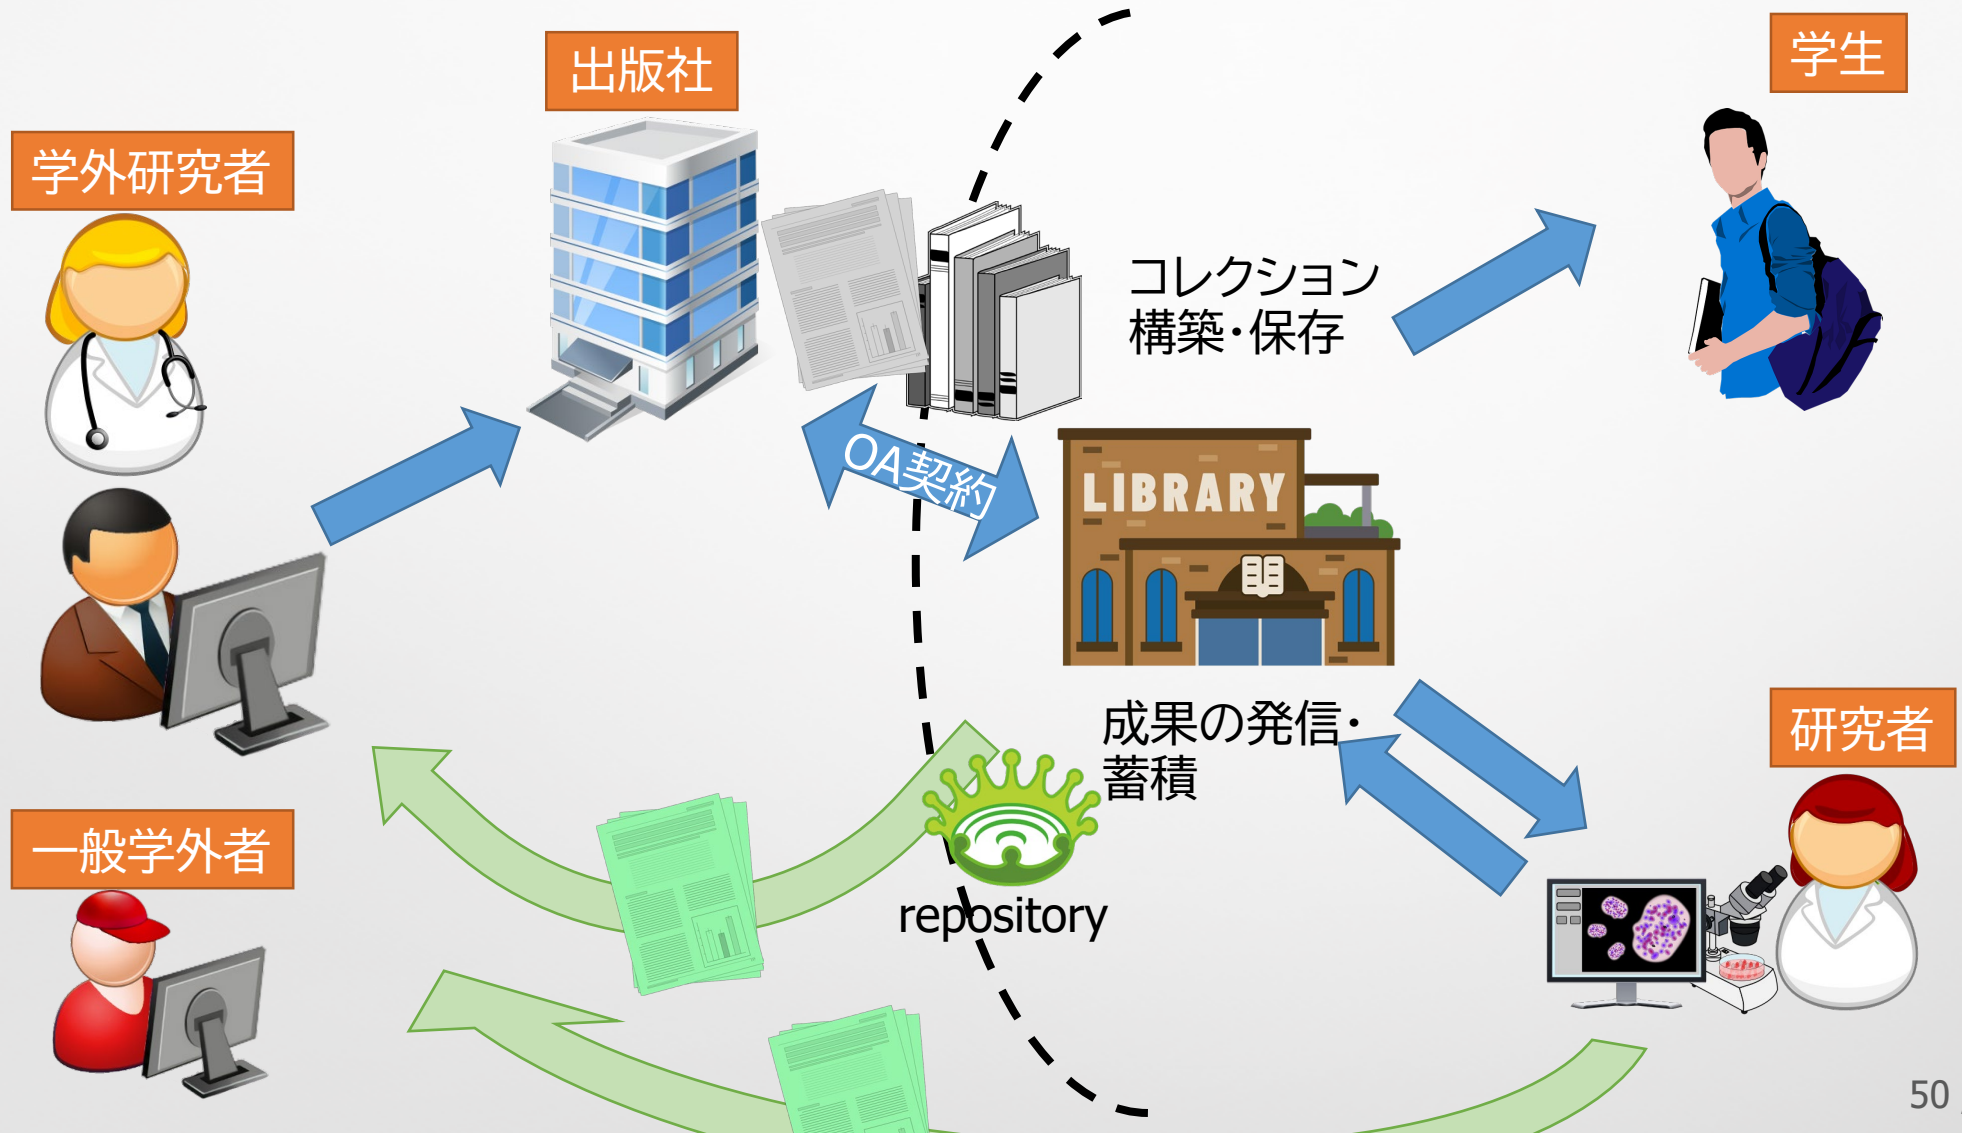 出版社
学生
学外研究者
コレクション
構築・保存
OA契約
LIBRARY
成果の発信・
蓄積
研究者
一般学外者
repository
50